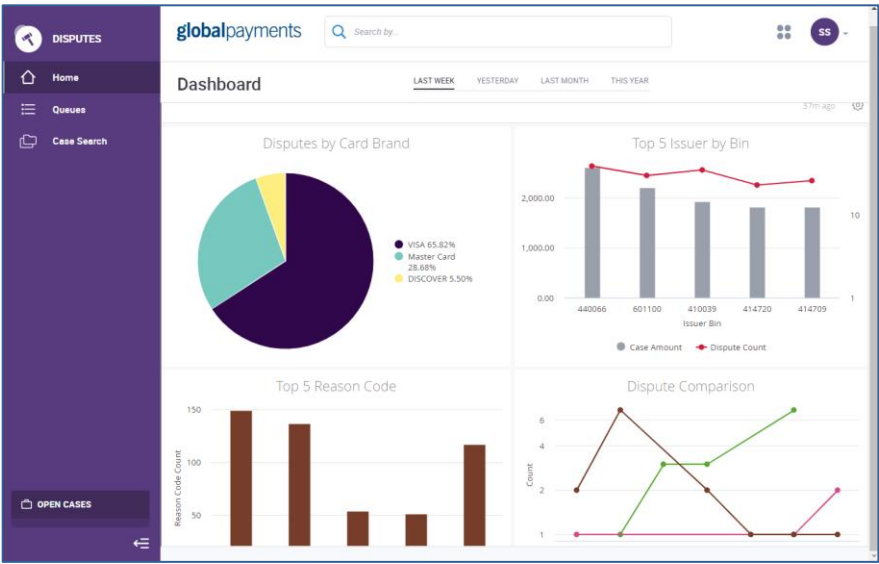 DISPUTES
Home
Queues
Case Search
OPEN CASES
globalpayments
Search by...
SS
Dashboard
LAST WEEK YESTERDAY LAST MONTH THIS YEAR
37m ago
Disputes by Card Brand
VISA 65.82%
Master Card
28.68%
DISCOVER 5.50%
Top 5 Issuer by Bin
2,000.00
1,000.00
0.00
10
1
440066 601100 410039 414720 414709
Issuer Bin
Case Amount Dispute Count
Top 5 Reason Code
Reason Code Count
150
100
50
Dispute Comparison
Count
6
4
2
1